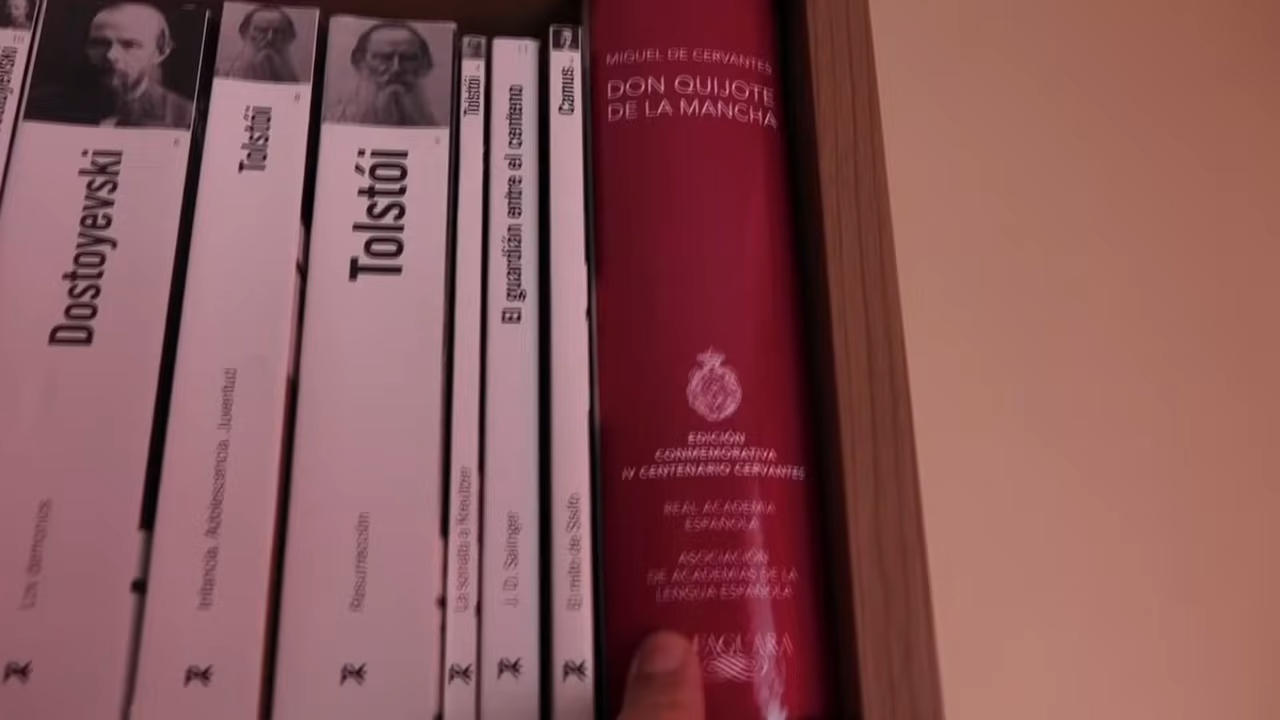 Dostoyevski
Los demonios
Tolstói
Infancia, Adolescencia, Juventud
Tolstói
Resurrección
Tolstói
La sonata a Kreutzer
El guardián entre el centeno
J. D. Salinger
Camus
El mito de Sísifo
MIGUEL DE CERVANTES
DON QUIJOTE
DE LA MANCHA
EDICIÓN
CONMEMORATIVA
IV CENTENARIO CERVANTES
REAL ACADEMIA
ESPAÑOLA
ASOCIACIÓN
DE ACADEMIAS DE LA
LENGUA ESPAÑOLA